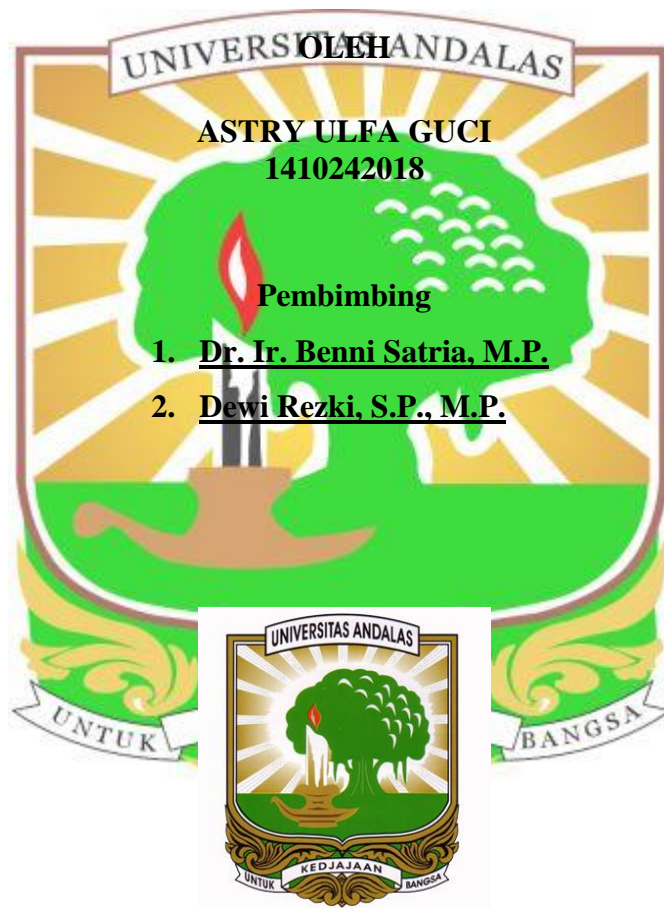 UNIVERSITAS ANDALAS
OLEH
ASTRY ULFA GUCI
1410242018
Pembimbing
1. Dr. Ir. Benni Satria, M.P.
2. Dewi Rezki, S.P., M.P.
UNIVERSITAS ANDALAS
UNTUK
BANGSA
UNTUK KEDJAJAAN BANGSA